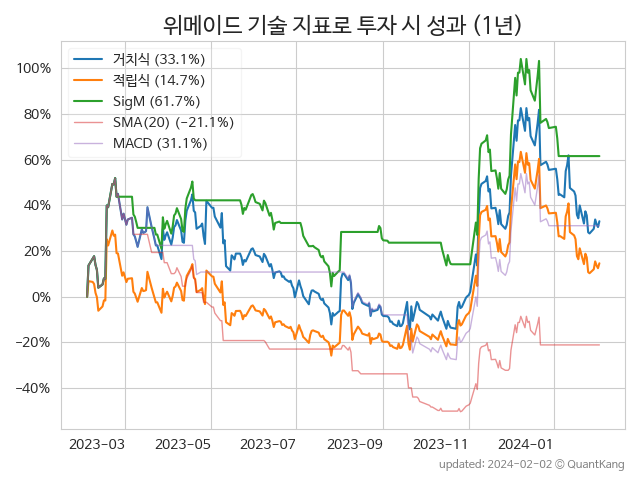 위메이드 기술 지표로 투자 시 성과 (1년)
거치식 (33.1%)
적립식 (14.7%)
SigM (61.7%)
SMA(20) (−21.1%)
MACD (31.1%)
100%
80%
60%
40%
20%
0%
−20%
−40%
2023-03 2023-05 2023-07 2023-09 2023-11 2024-01
updated: 2024-02-02 © QuantKang